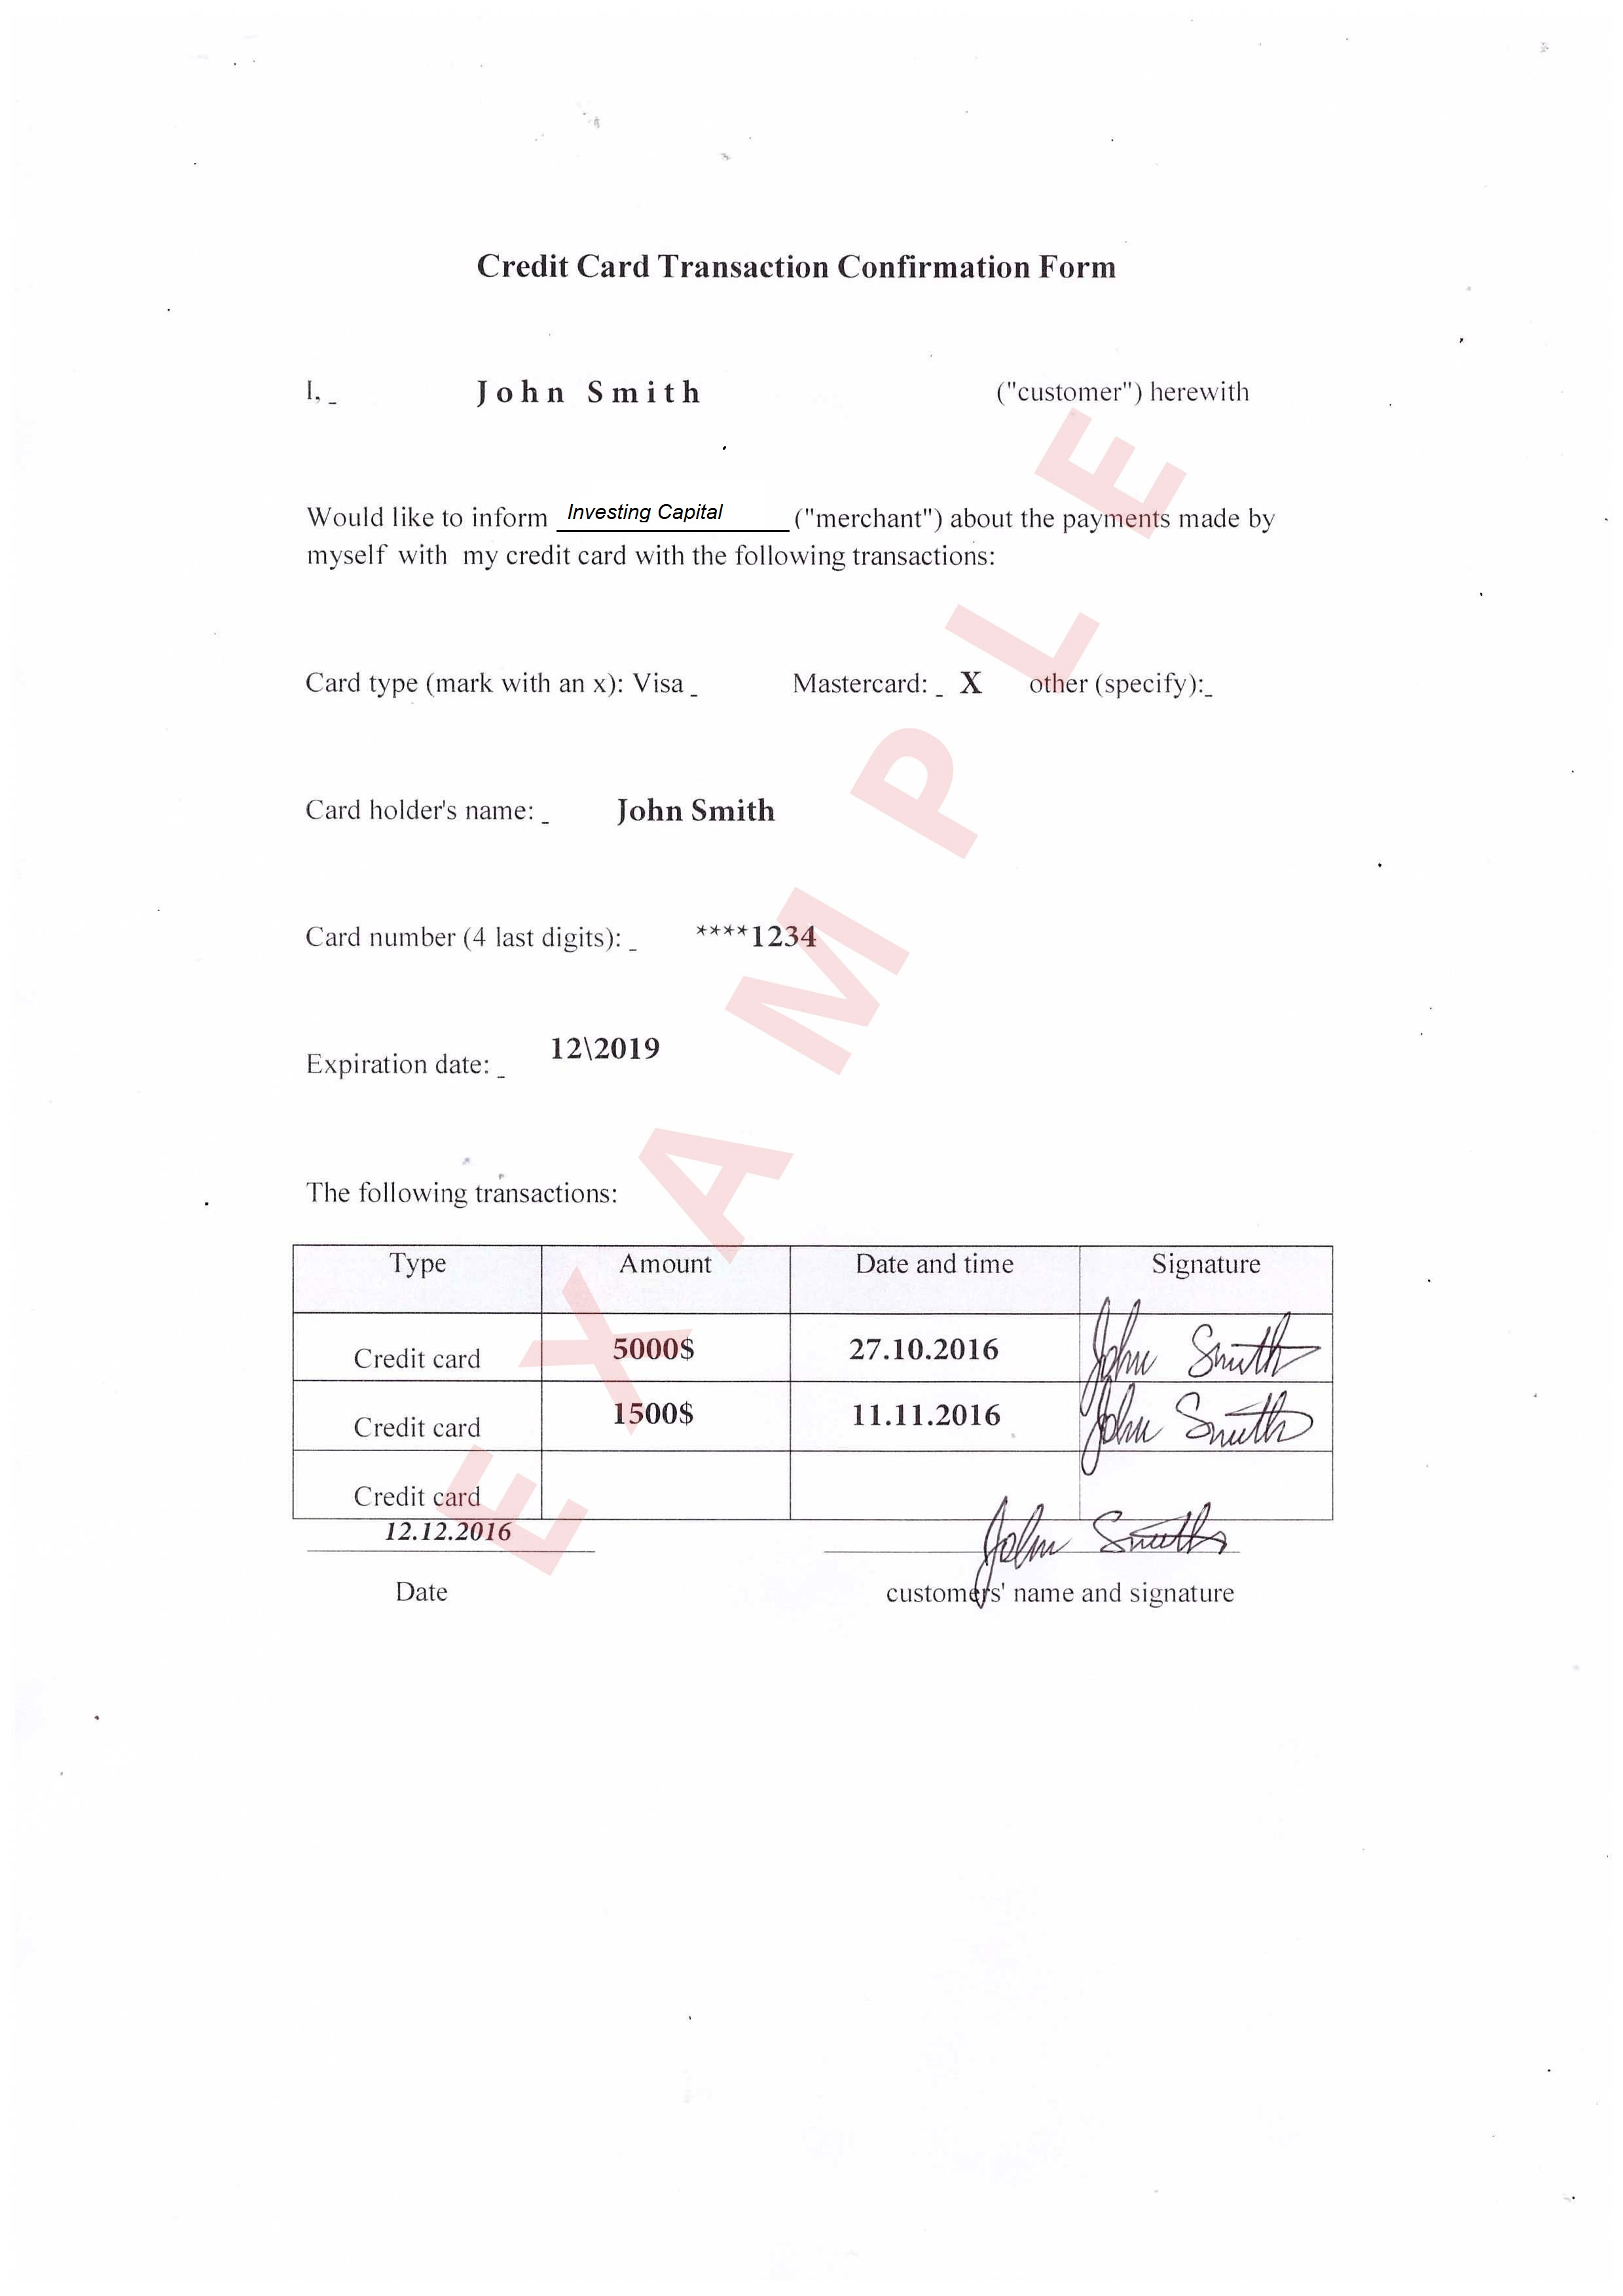 Credit Card Transaction Confirmation Form
I, _ John Smith ("customer") herewith
Would like to inform Investing Capital ("merchant") about the payments made by
myself with my credit card with the following transactions:
Card type (mark with an x): Visa _ Mastercard: _ X other (specify):_
Card holder's name: _ John Smith
Card number (4 last digits): _ ****1234
Expiration date: _ 12\2019
The following transactions:
Type Amount Date and time Signature
Credit card 5000$ 27.10.2016 John Smith
Credit card 1500$ 11.11.2016 John Smith
Credit card
12.12.2016 John Smith
Date customers' name and signature
EXAMPLE